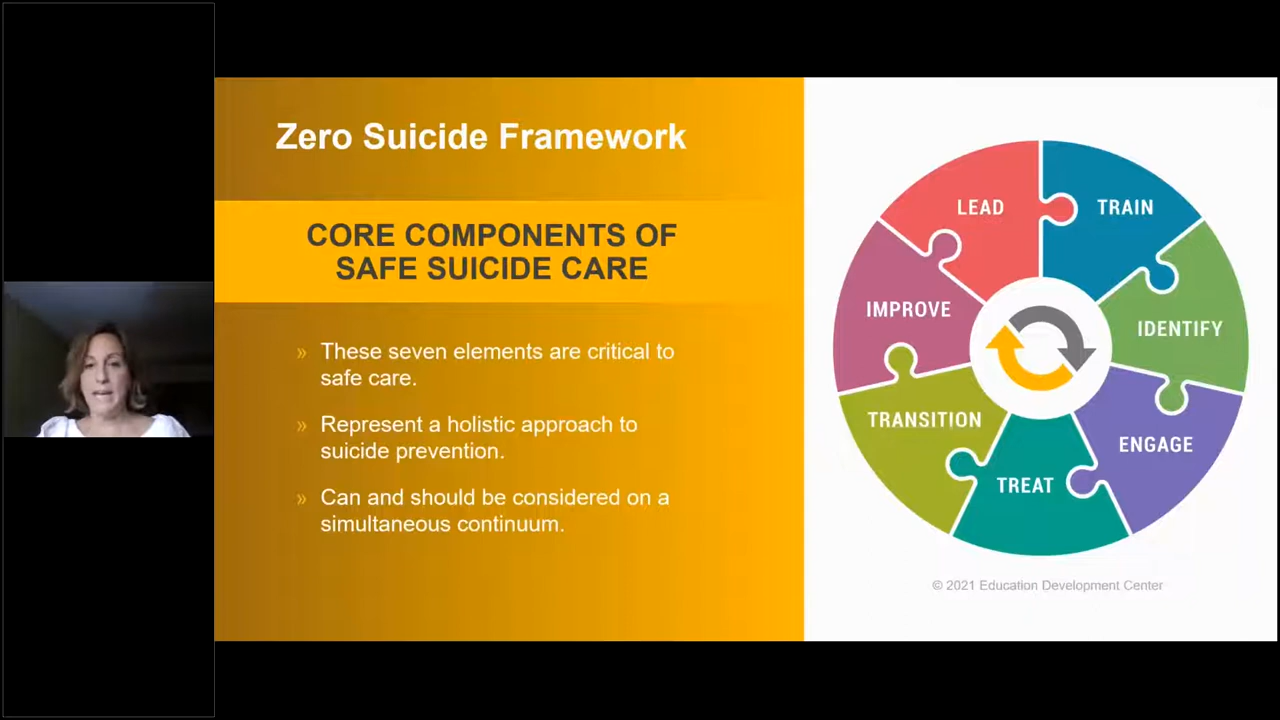 Zero Suicide Framework
CORE COMPONENTS OF
SAFE SUICIDE CARE
» These seven elements are critical to
safe care.
» Represent a holistic approach to
suicide prevention.
» Can and should be considered on a
simultaneous continuum.
LEAD
TRAIN
IDENTIFY
ENGAGE
TREAT
TRANSITION
IMPROVE
© 2021 Education Development Center